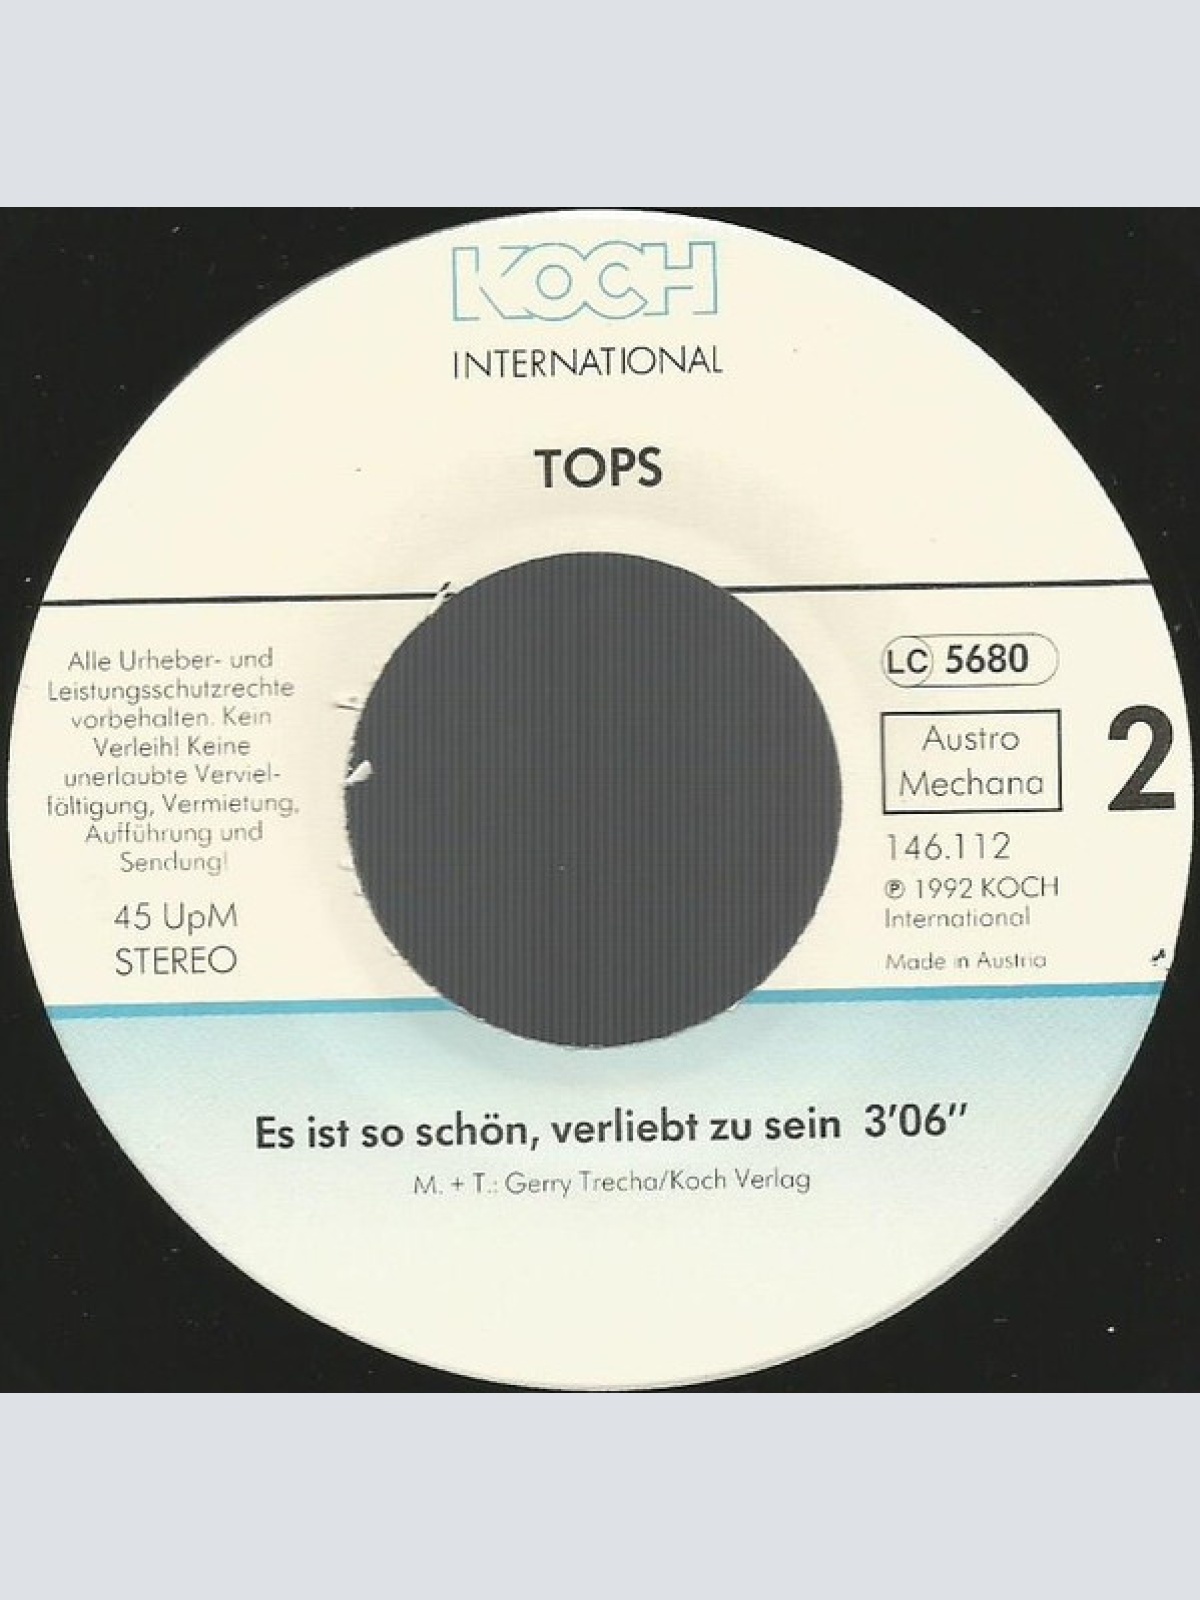 KOCH
INTERNATIONAL
TOPS
Alle Urheber- und
Leistungsschutzrechte
vorbehalten. Kein
Verleih! Keine
unerlaubte Verviel-
fältigung, Vermietung,
Aufführung und
Sendung!
45 UpM
STEREO
LC 5680
Austro
Mechana
2
146.112
℗ 1992 KOCH
International
Made in Austria
Es ist so schön, verliebt zu sein 3'06"
M. + T.: Gerry Trecha/Koch Verlag